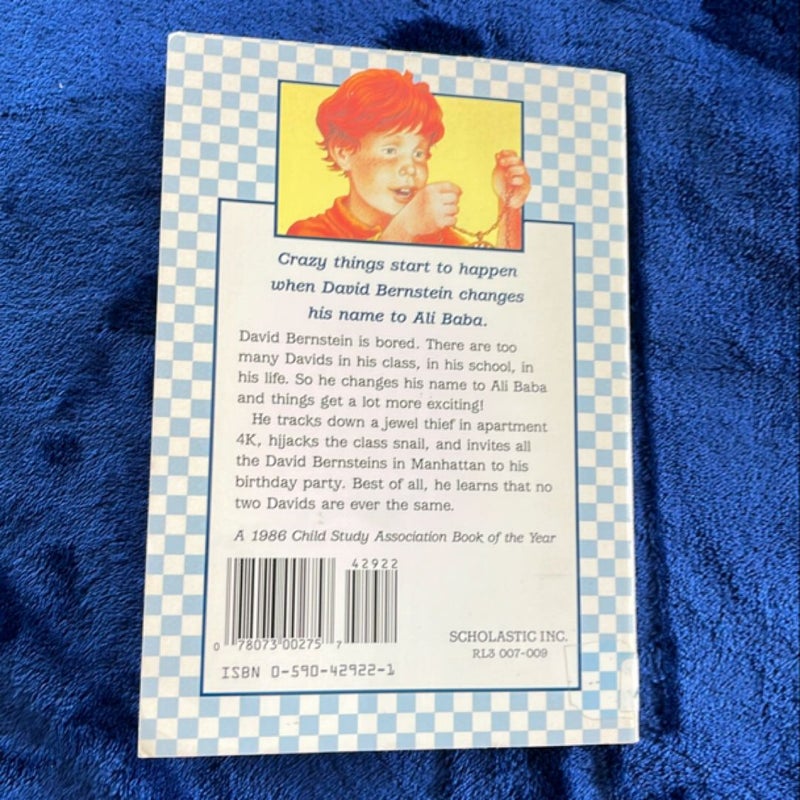 Crazy things start to happen
when David Bernstein changes
his name to Ali Baba.
David Bernstein is bored. There are too
many Davids in his class, in his school, in
his life. So he changes his name to Ali Baba
and things get a lot more exciting!
He tracks down a jewel thief in apartment
4K, hijacks the class snail, and invites all
the David Bernsteins in Manhattan to his
birthday party. Best of all, he learns that no
two Davids are ever the same.
A 1986 Child Study Association Book of the Year
42922
0 78073 00275 7
SCHOLASTIC INC.
RL3 007-009
ISBN 0-590-42922-1